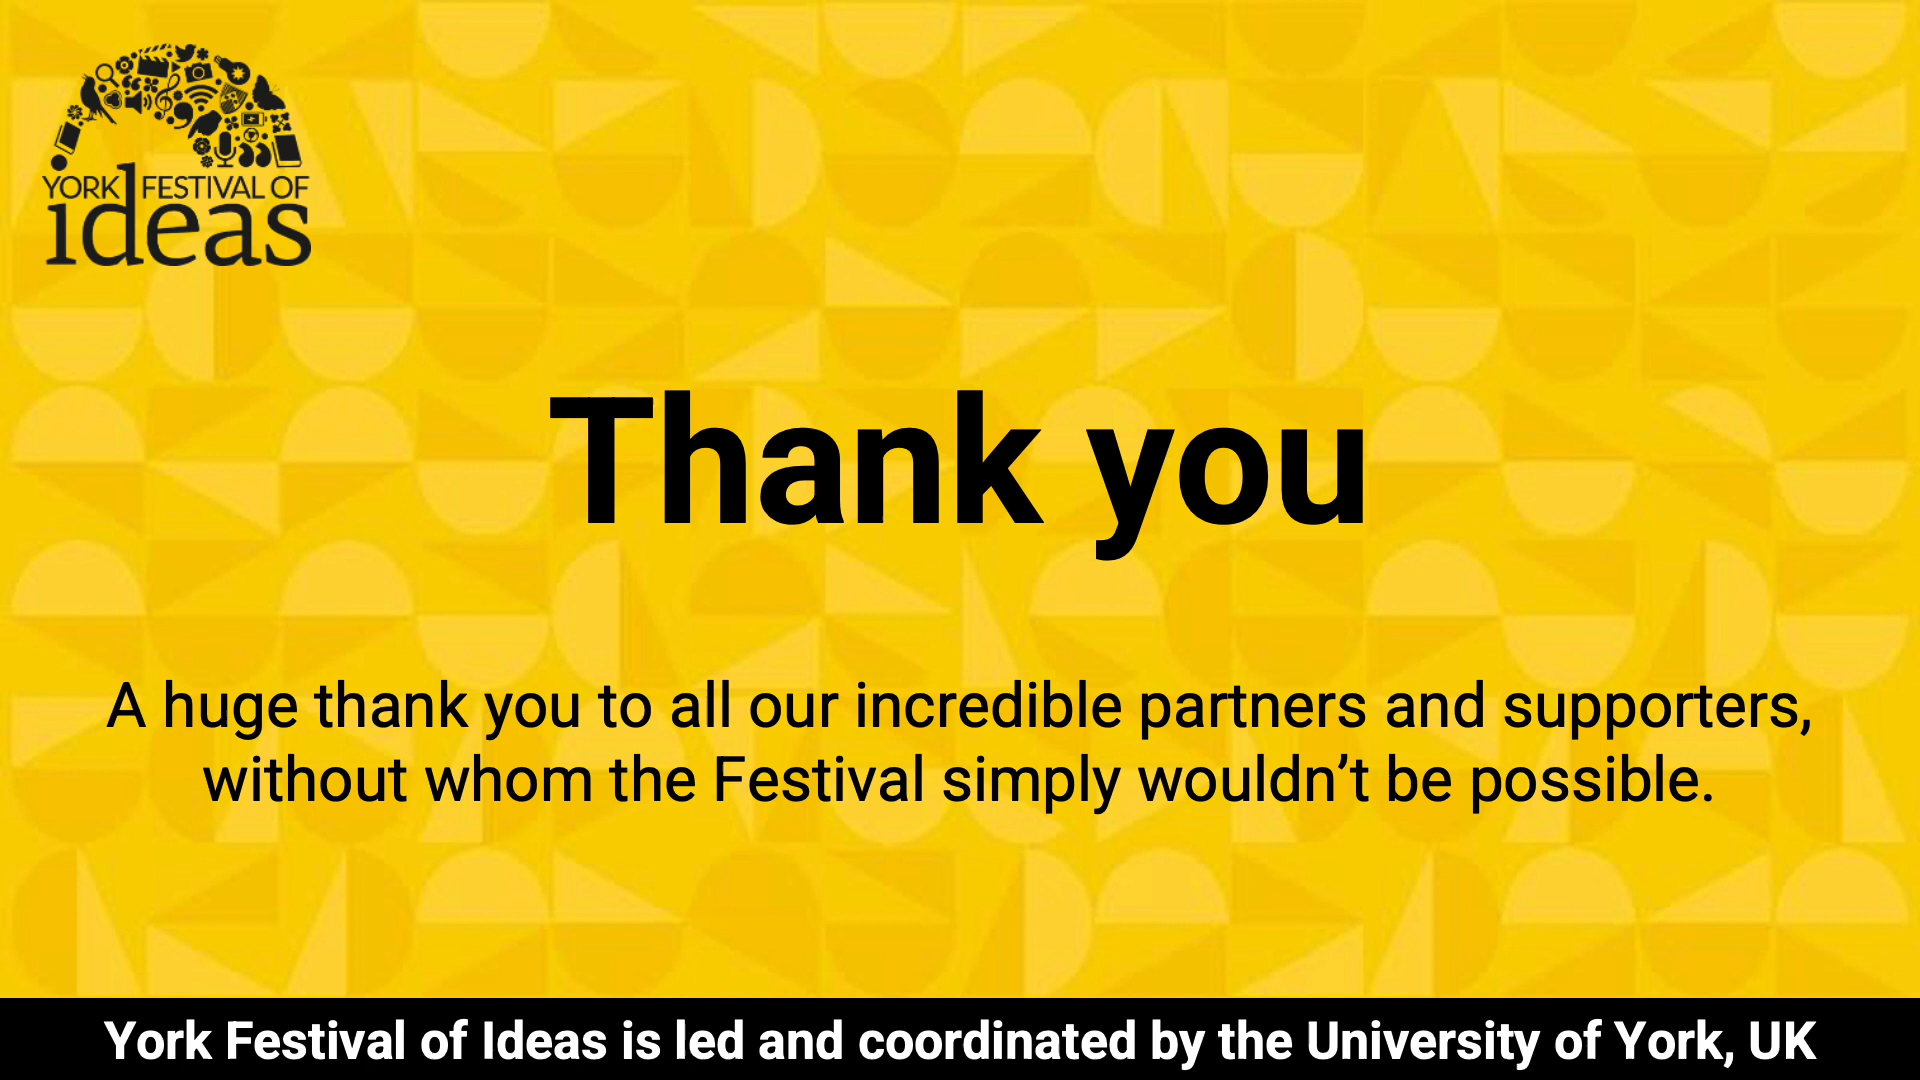 YORK FESTIVAL OF
ideas
Thank you
A huge thank you to all our incredible partners and supporters,
without whom the Festival simply wouldn’t be possible.
York Festival of Ideas is led and coordinated by the University of York, UK